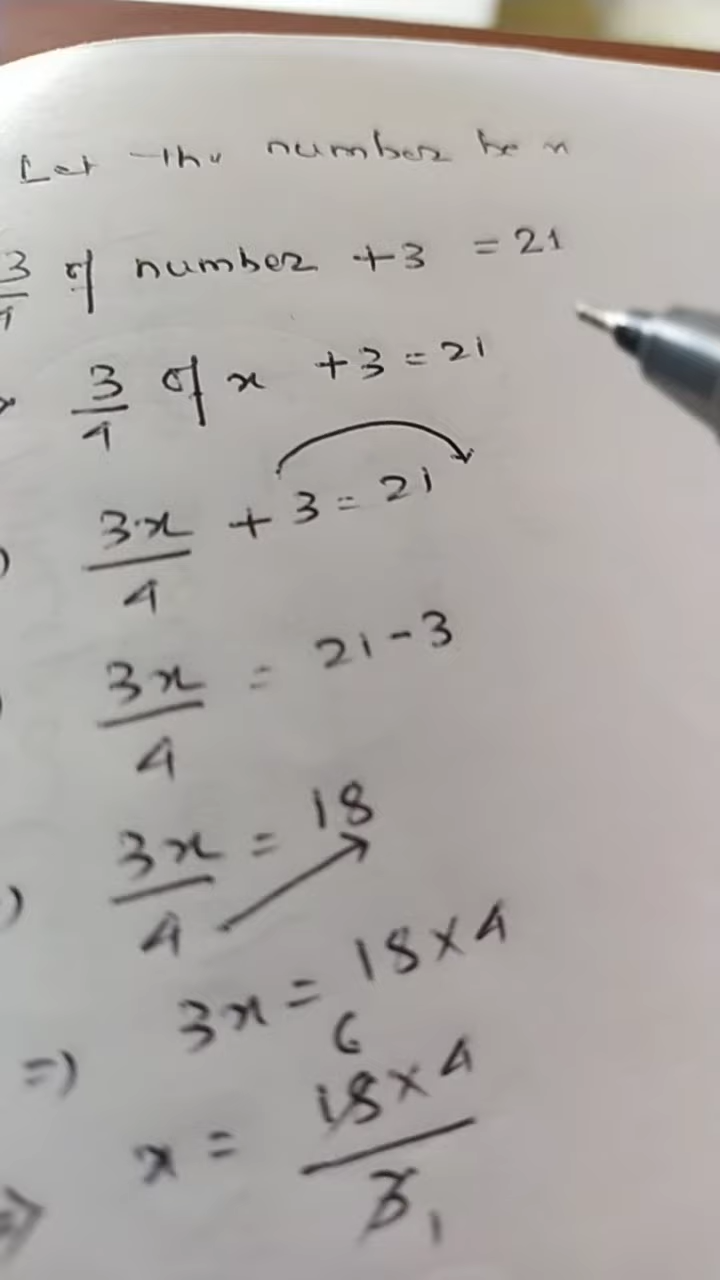 Let the number be x
3/4 of number +3 = 21
3/4 of x +3 = 21
3x/4 + 3 = 21
3x/4 = 21-3
3x/4 = 18
3x = 18×4
=) x = 18×4/3 6 1